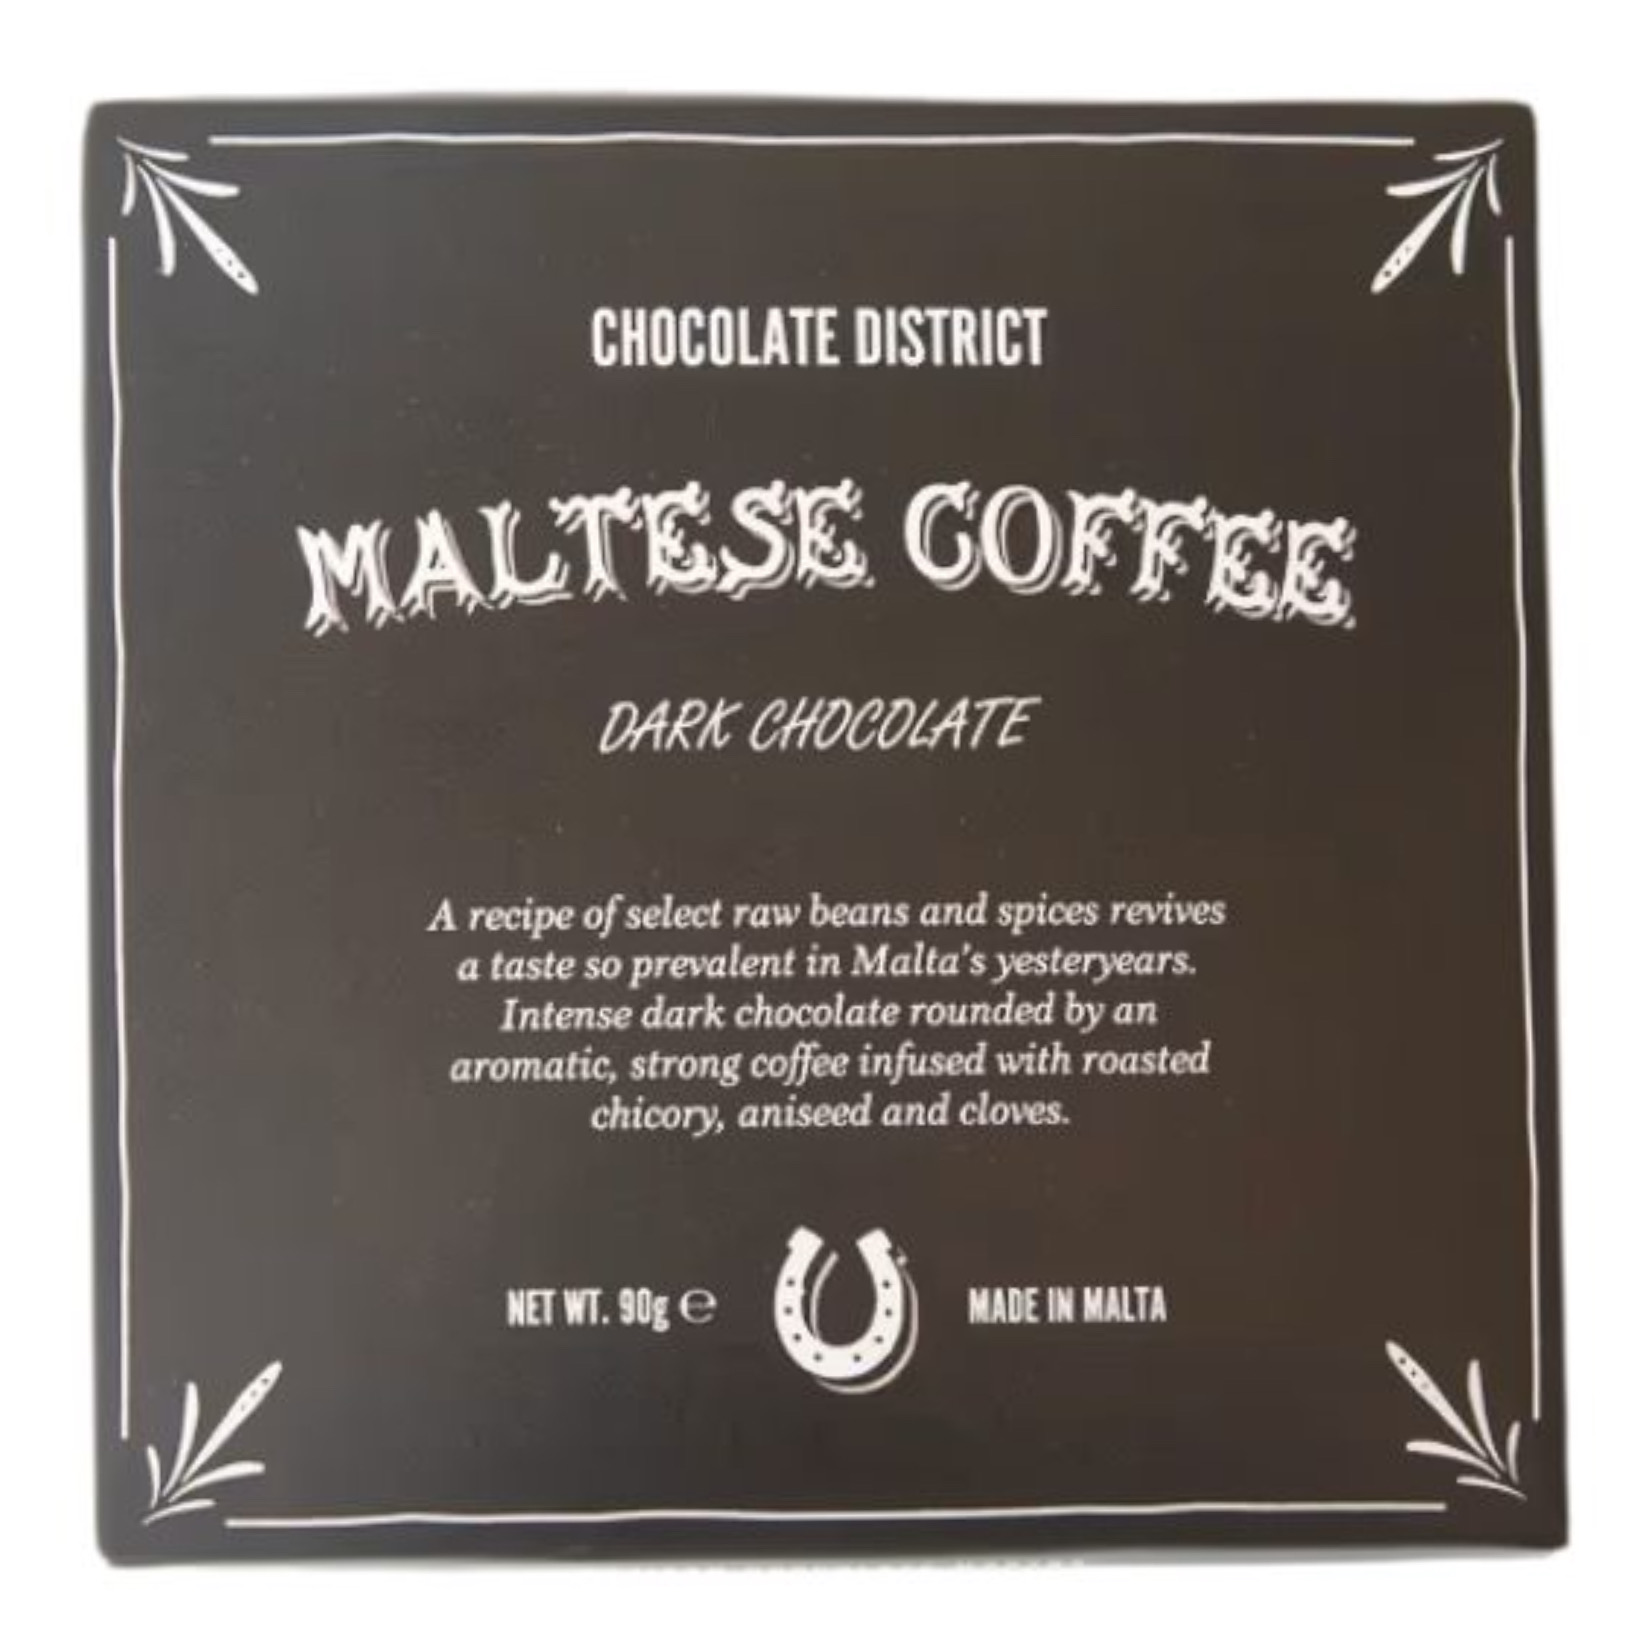 CHOCOLATE DISTRICT
MALTESE COFFEE
DARK CHOCOLATE
A recipe of select raw beans and spices revives
a taste so prevalent in Malta's yesteryears.
Intense dark chocolate rounded by an
aromatic, strong coffee infused with roasted
chicory, aniseed and cloves.
NET WT. 90g ℮ MADE IN MALTA